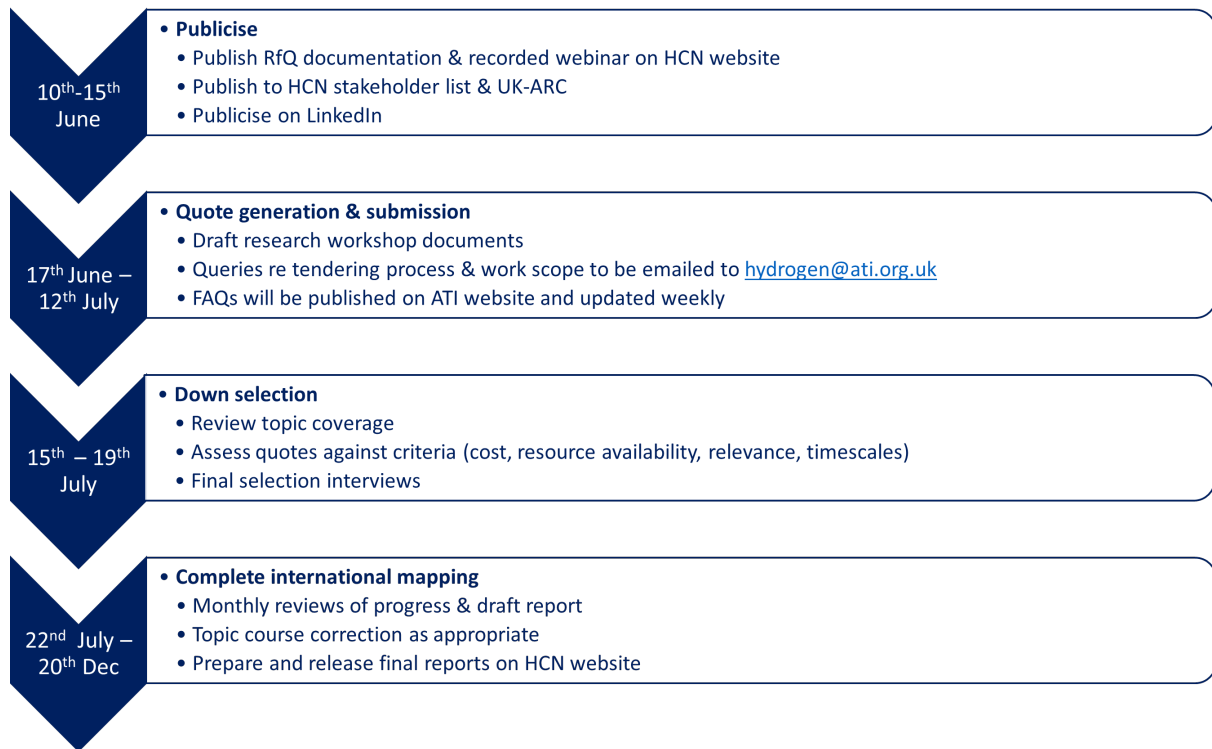 10th-15th
June
• Publicise
• Publish RfQ documentation & recorded webinar on HCN website
• Publish to HCN stakeholder list & UK-ARC
• Publicise on LinkedIn
17th June –
12th July
• Quote generation & submission
• Draft research workshop documents
• Queries re tendering process & work scope to be emailed to hydrogen@ati.org.uk
• FAQs will be published on ATI website and updated weekly
15th – 19th
July
• Down selection
• Review topic coverage
• Assess quotes against criteria (cost, resource availability, relevance, timescales)
• Final selection interviews
22nd July –
20th Dec
• Complete international mapping
• Monthly reviews of progress & draft report
• Topic course correction as appropriate
• Prepare and release final reports on HCN website